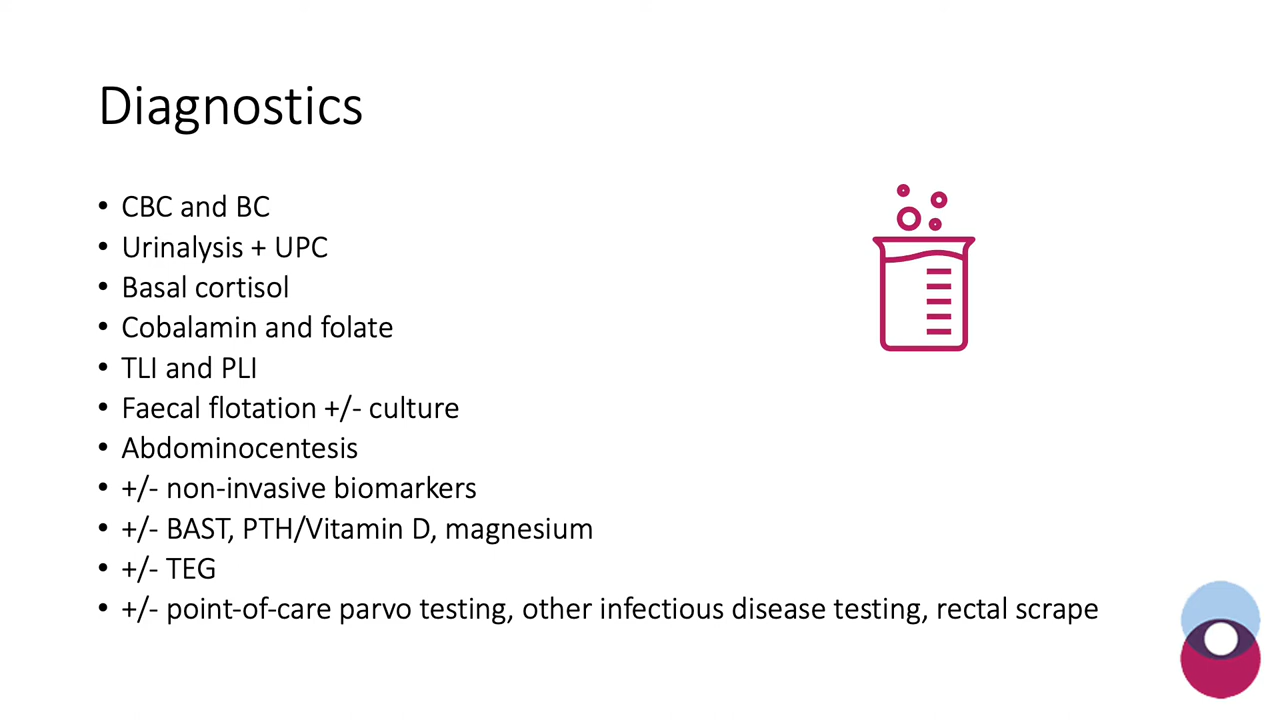 Diagnostics
• CBC and BC
• Urinalysis + UPC
• Basal cortisol
• Cobalamin and folate
• TLI and PLI
• Faecal flotation +/- culture
• Abdominocentesis
• +/- non-invasive biomarkers
• +/- BAST, PTH/Vitamin D, magnesium
• +/- TEG
• +/- point-of-care parvo testing, other infectious disease testing, rectal scrape